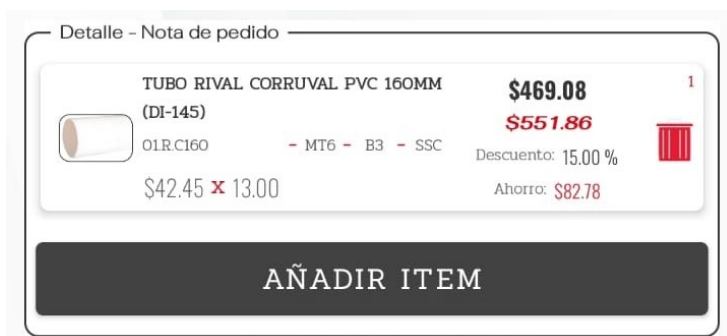 Detalle - Nota de pedido
TUBO RIVAL CORRUVAL PVC 160MM
(DI-145)
01.R.C160 - MT6 - B3 - SSC
$42.45 x 13.00
$469.08
$551.86
Descuento: 15.00 %
Ahorro: $82.78
1
AÑADIR ITEM